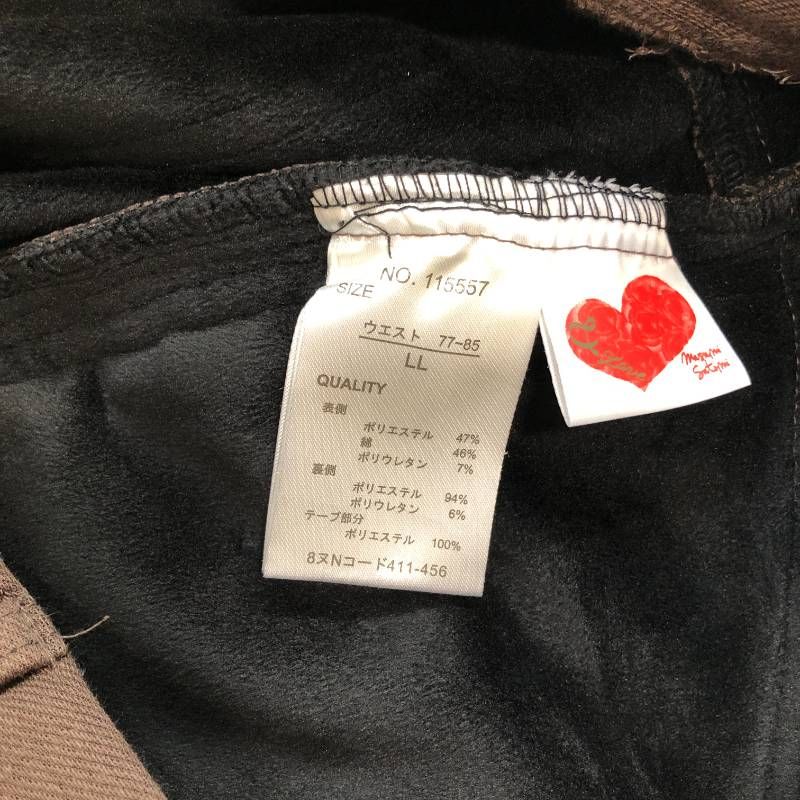 NO. 115557
SIZE
ウエスト 77~85
LL
QUALITY
表側
ポリエステル 47%
綿 46%
ポリウレタン 7%
裏側
ポリエステル 94%
ポリウレタン 6%
テープ部分
ポリエステル 100%
8ヌNコード411-456
Masami
Satomi